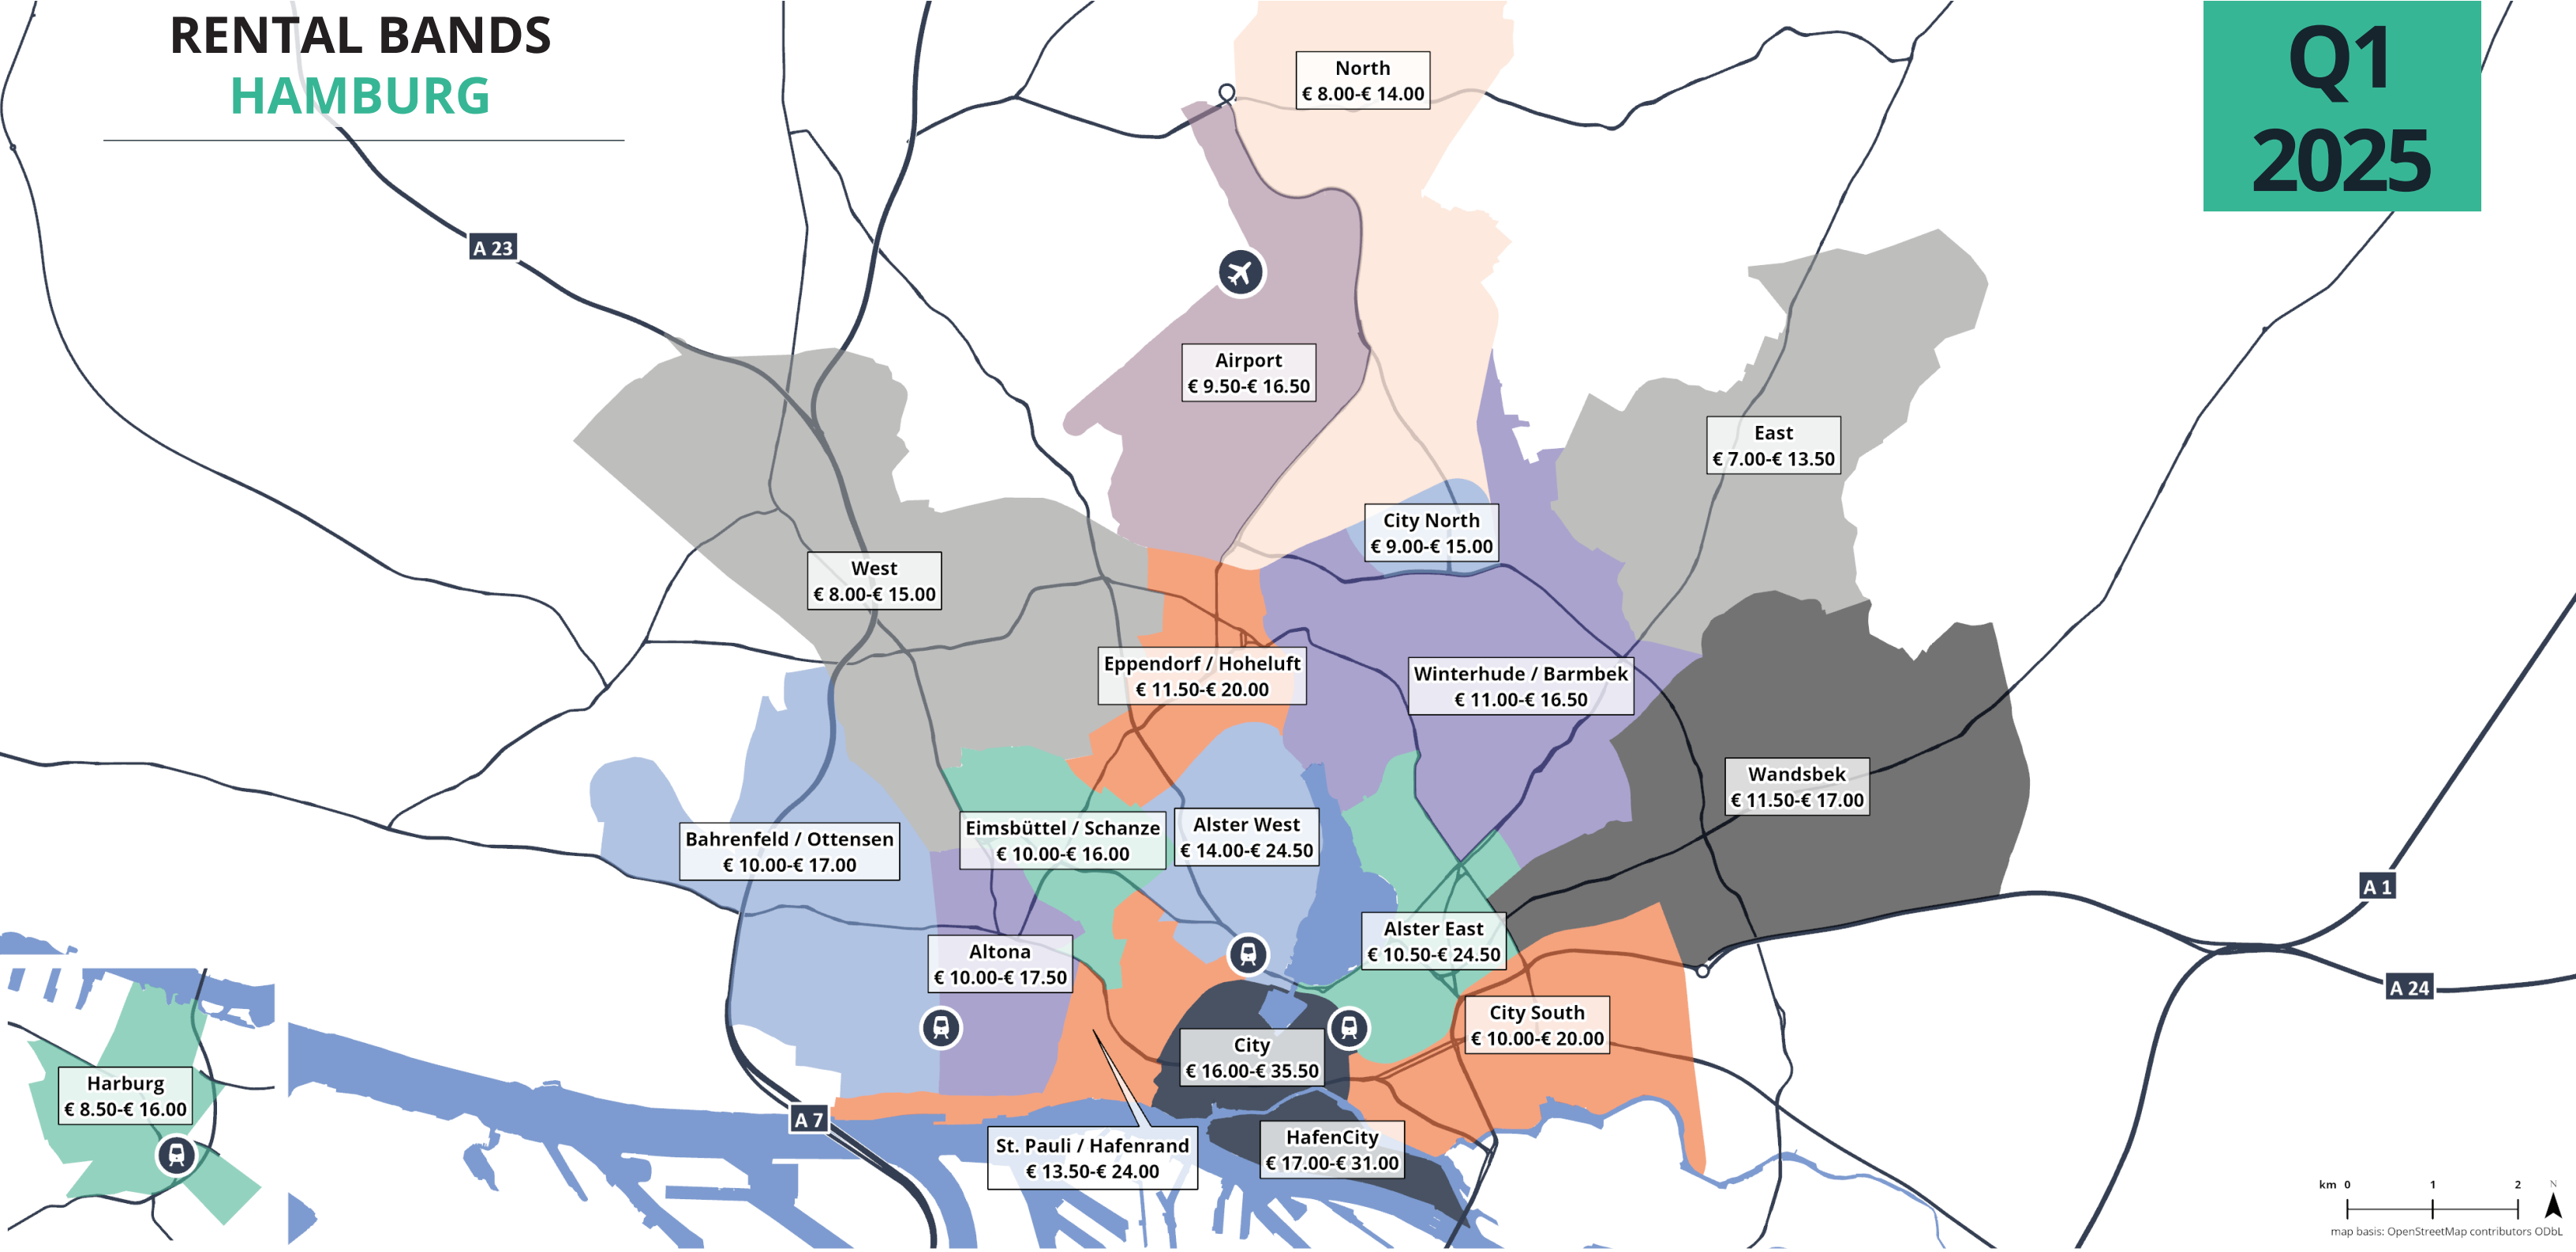 RENTAL BANDS
HAMBURG
Q1
2025
North
€ 8.00-€ 14.00
A 23
Airport
€ 9.50-€ 16.50
East
€ 7.00-€ 13.50
City North
€ 9.00-€ 15.00
West
€ 8.00-€ 15.00
Eppendorf / Hoheluft
€ 11.50-€ 20.00
Winterhude / Barmbek
€ 11.00-€ 16.50
Wandsbek
€ 11.50-€ 17.00
Bahrenfeld / Ottensen
€ 10.00-€ 17.00
Eimsbüttel / Schanze
€ 10.00-€ 16.00
Alster West
€ 14.00-€ 24.50
A 1
Alster East
€ 10.50-€ 24.50
Altona
€ 10.00-€ 17.50
A 24
City South
€ 10.00-€ 20.00
City
€ 16.00-€ 35.50
Harburg
€ 8.50-€ 16.00
A 7
St. Pauli / Hafenrand
€ 13.50-€ 24.00
HafenCity
€ 17.00-€ 31.00
km 0 1 2 N
map basis: OpenStreetMap contributors ODbL